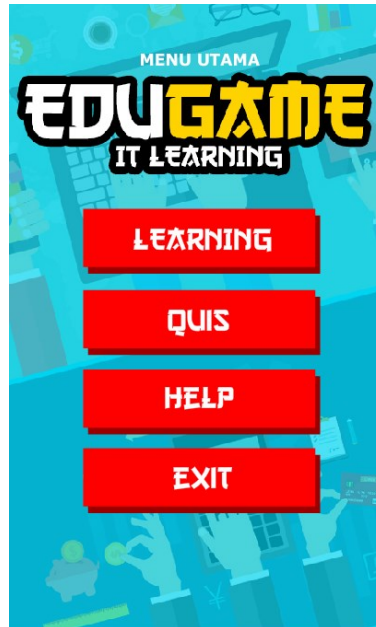 MENU UTAMA
EDUGAME
IT LEARNING
LEARNING
QUIS
HELP
EXIT